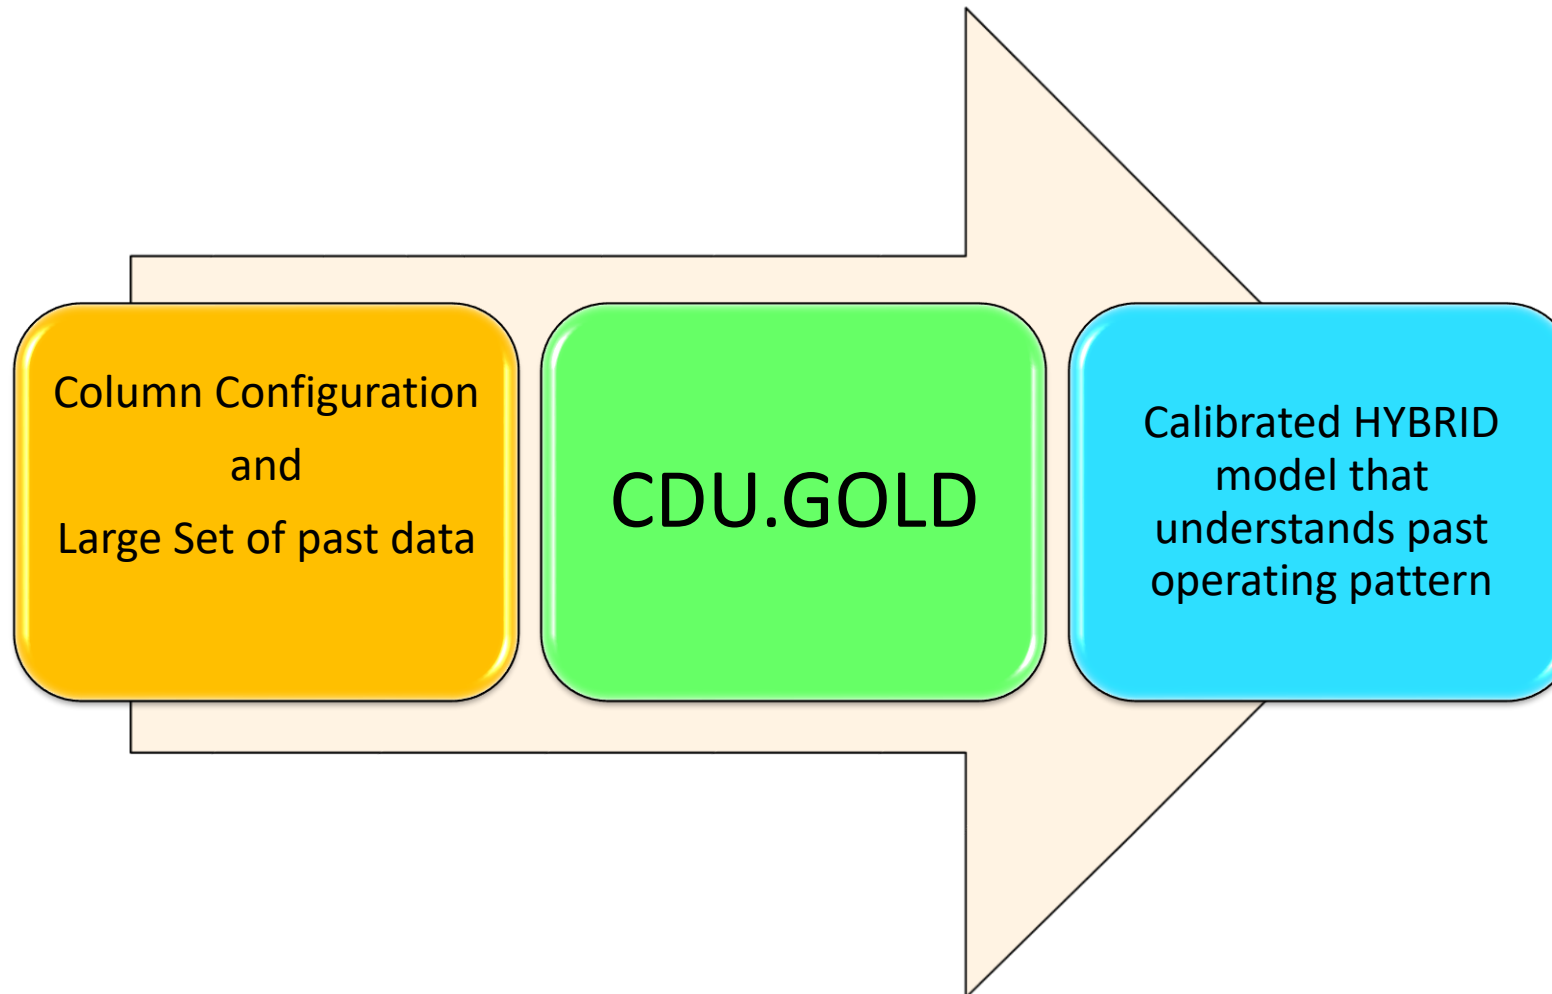 Column Configuration
and
Large Set of past data
CDU.GOLD
Calibrated HYBRID
model that
understands past
operating pattern